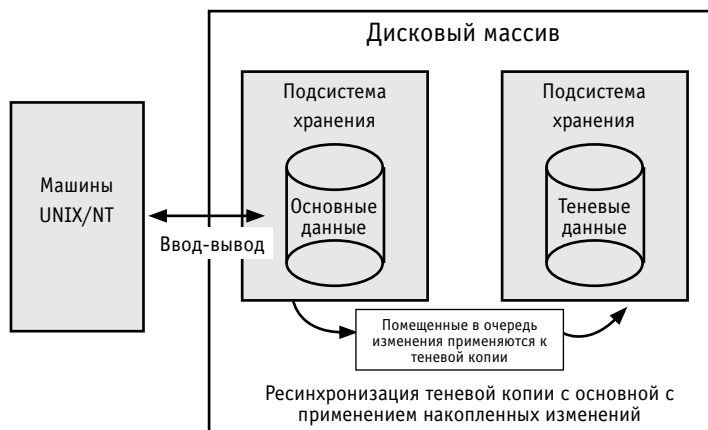 Дисковый массив
Машины
UNIX/NT
Ввод-вывод
Подсистема
хранения
Основные
данные
Подсистема
хранения
Теневые
данные
Помещенные в очередь
изменения применяются к
теневой копии
Ресинхронизация теневой копии с основной с
применением накопленных изменений